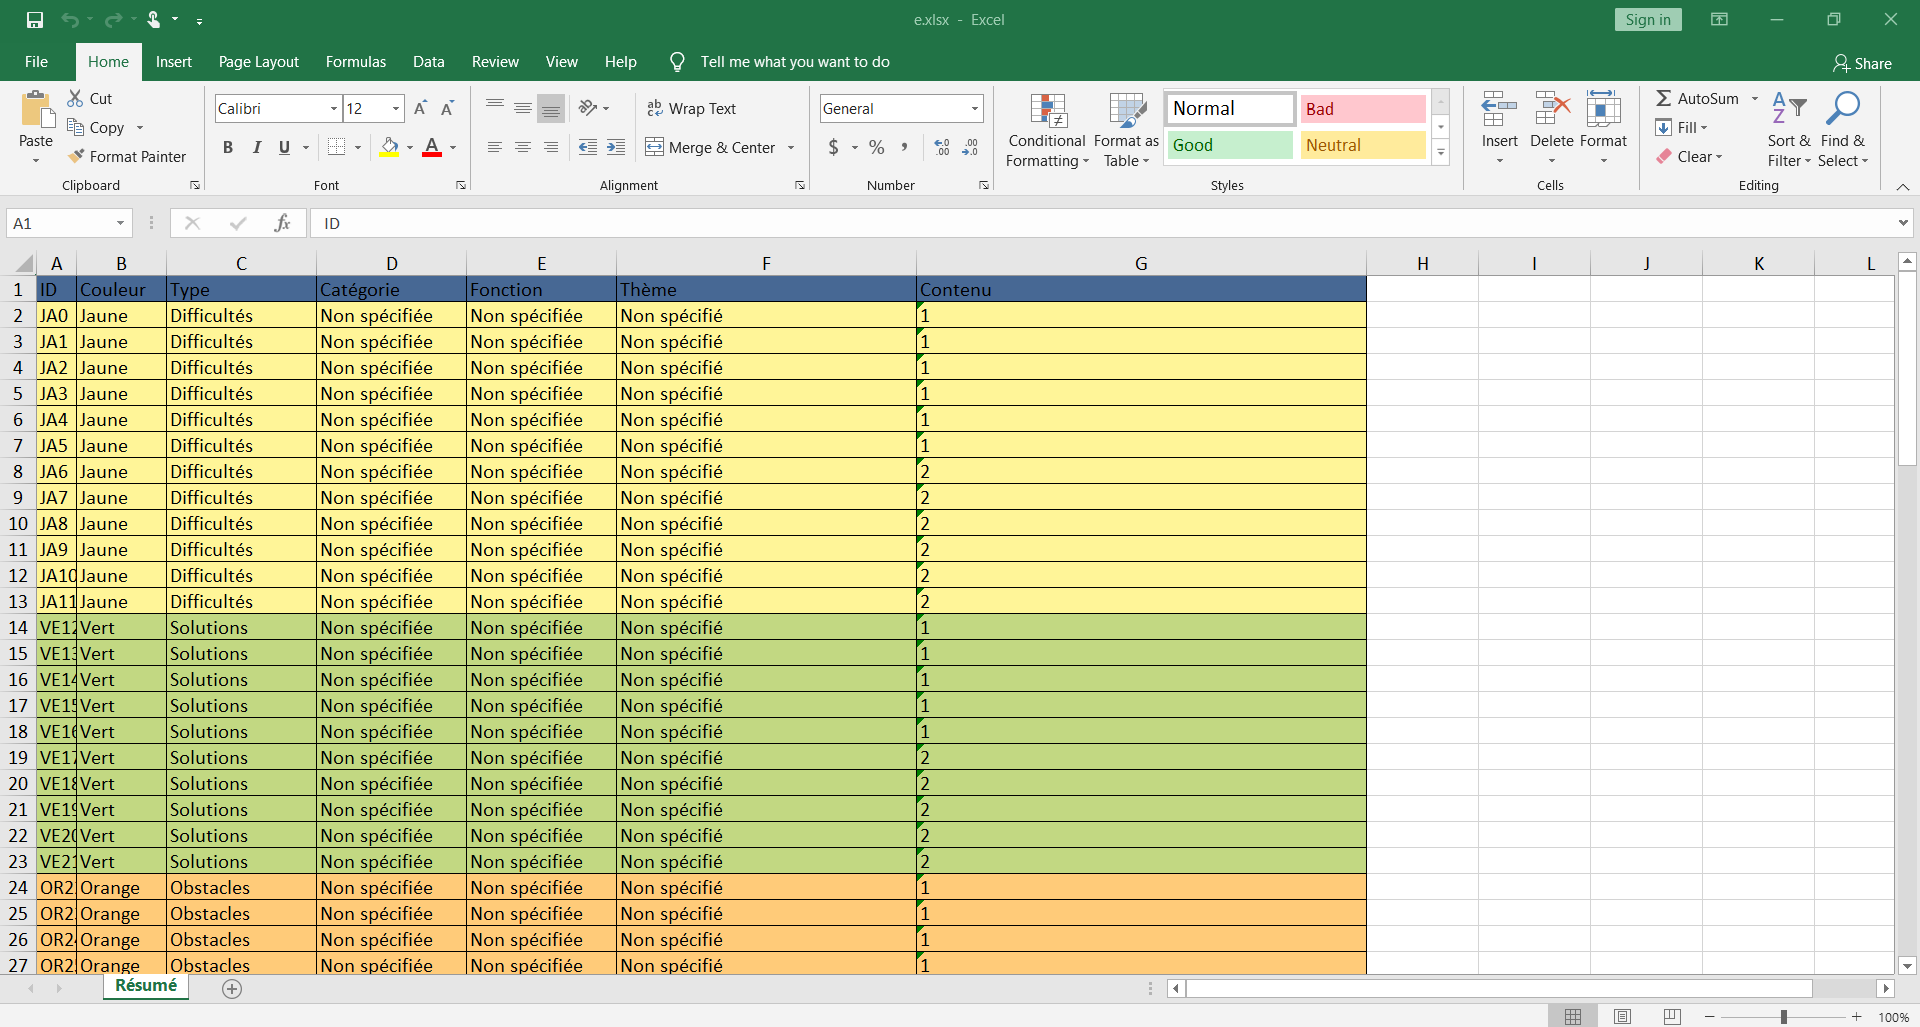 e.xlsx - Excel
Sign in
File Home Insert Page Layout Formulas Data Review View Help Tell me what you want to do Share
Paste
Cut
Copy
Format Painter
Clipboard
Calibri 12
B I U
Font
Wrap Text
Merge & Center
Alignment
General
$ %
Number
Conditional Formatting
Format as Table
Normal Bad
Good Neutral
Styles
Insert Delete Format
Cells
AutoSum
Fill
Clear
Sort & Filter
Find & Select
Editing
A1 fx ID
A B C D E F G H I J K L
1 ID Couleur Type Catégorie Fonction Thème Contenu
2 JA0 Jaune Difficultés Non spécifiée Non spécifiée Non spécifié 1
3 JA1 Jaune Difficultés Non spécifiée Non spécifiée Non spécifié 1
4 JA2 Jaune Difficultés Non spécifiée Non spécifiée Non spécifié 1
5 JA3 Jaune Difficultés Non spécifiée Non spécifiée Non spécifié 1
6 JA4 Jaune Difficultés Non spécifiée Non spécifiée Non spécifié 1
7 JA5 Jaune Difficultés Non spécifiée Non spécifiée Non spécifié 1
8 JA6 Jaune Difficultés Non spécifiée Non spécifiée Non spécifié 2
9 JA7 Jaune Difficultés Non spécifiée Non spécifiée Non spécifié 2
10 JA8 Jaune Difficultés Non spécifiée Non spécifiée Non spécifié 2
11 JA9 Jaune Difficultés Non spécifiée Non spécifiée Non spécifié 2
12 JA10 Jaune Difficultés Non spécifiée Non spécifiée Non spécifié 2
13 JA11 Jaune Difficultés Non spécifiée Non spécifiée Non spécifié 2
14 VE12 Vert Solutions Non spécifiée Non spécifiée Non spécifié 1
15 VE13 Vert Solutions Non spécifiée Non spécifiée Non spécifié 1
16 VE14 Vert Solutions Non spécifiée Non spécifiée Non spécifié 1
17 VE15 Vert Solutions Non spécifiée Non spécifiée Non spécifié 1
18 VE16 Vert Solutions Non spécifiée Non spécifiée Non spécifié 1
19 VE17 Vert Solutions Non spécifiée Non spécifiée Non spécifié 2
20 VE18 Vert Solutions Non spécifiée Non spécifiée Non spécifié 2
21 VE19 Vert Solutions Non spécifiée Non spécifiée Non spécifié 2
22 VE20 Vert Solutions Non spécifiée Non spécifiée Non spécifié 2
23 VE21 Vert Solutions Non spécifiée Non spécifiée Non spécifié 2
24 OR2 Orange Obstacles Non spécifiée Non spécifiée Non spécifié 1
25 OR2 Orange Obstacles Non spécifiée Non spécifiée Non spécifié 1
26 OR2 Orange Obstacles Non spécifiée Non spécifiée Non spécifié 1
27 OR2 Orange Obstacles Non spécifiée Non spécifiée Non spécifié 1
Résumé
100%